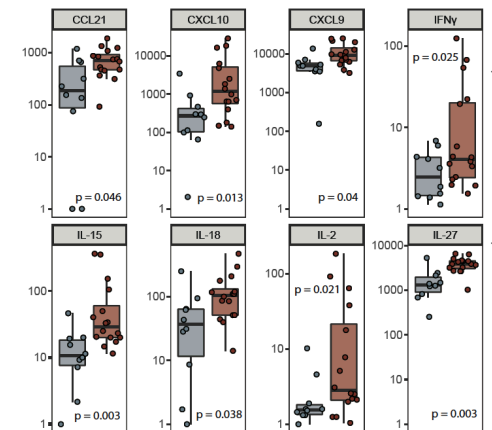 CCL21
CXCL10
CXCL9
IFNγ
1000
100
10
1
p = 0.046
10000
1000
100
10
1
p = 0.013
10000
1000
100
10
1
p = 0.04
100
10
1
p = 0.025
IL-15
IL-18
IL-2
IL-27
100
10
1
p = 0.003
100
10
1
p = 0.038
100
10
1
p = 0.021
10000
1000
100
10
1
p = 0.003